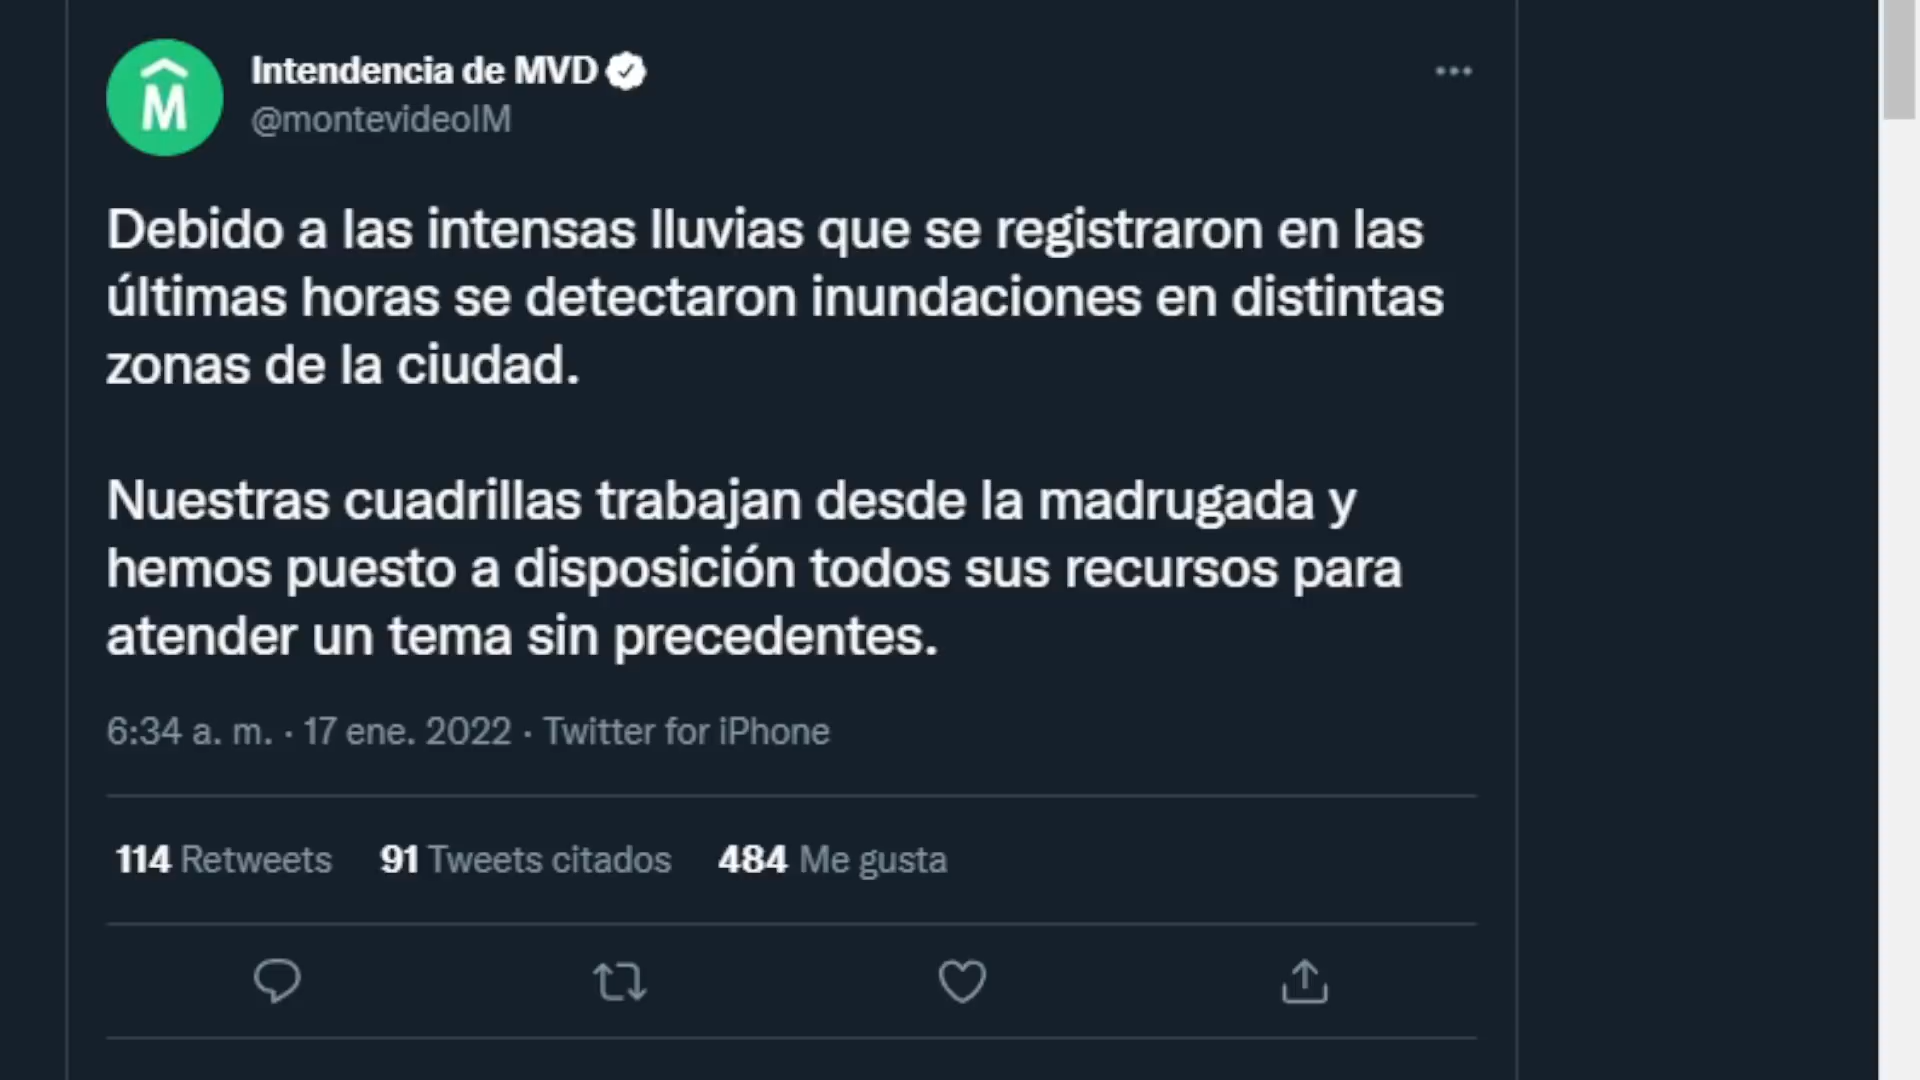 M
Intendencia de MVD
@montevideoIM
Debido a las intensas lluvias que se registraron en las
últimas horas se detectaron inundaciones en distintas
zonas de la ciudad.
Nuestras cuadrillas trabajan desde la madrugada y
hemos puesto a disposición todos sus recursos para
atender un tema sin precedentes.
6:34 a. m. · 17 ene. 2022 · Twitter for iPhone
114 Retweets 91 Tweets citados 484 Me gusta